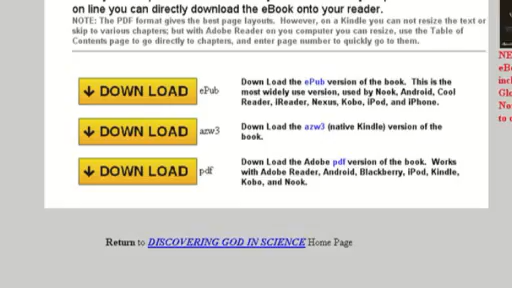 on line you can directly download the eBook onto your reader.
NOTE: The PDF format gives the best page layouts. However, on a Kindle you can not resize the text or
skip to various chapters; but with Adobe Reader on you computer you can resize, use the Table of
Contents page to go directly to chapters, and enter page number to quickly go to them.
DOWN LOAD ePub
Down Load the ePub version of the book. This is the
most widely use version, used by Nook, Android, Cool
Reader, IReader, Nexus, Kobo, iPod, and iPhone.
DOWN LOAD azw3
Down Load the azw3 (native Kindle) version of the
book.
DOWN LOAD pdf
Down Load the Adobe pdf version of the book. Works
with Adobe Reader, Android, Blackberry, iPod, Kindle,
Kobo, and Nook.
Return to DISCOVERING GOD IN SCIENCE Home Page